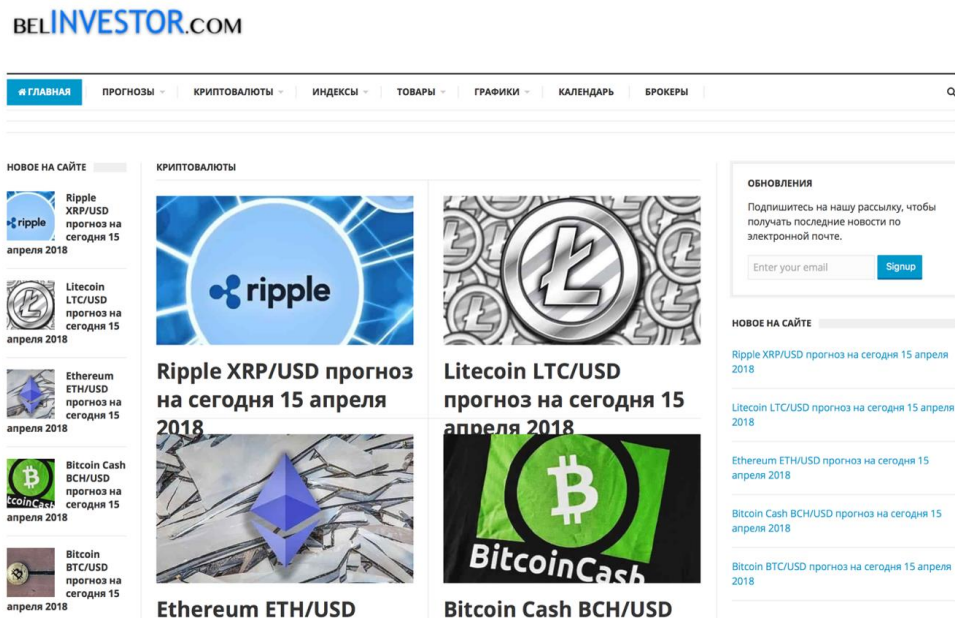 BELINVESTOR.COM
ГЛАВНАЯ ПРОГНОЗЫ КРИПТОВАЛЮТЫ ИНДЕКСЫ ТОВАРЫ ГРАФИКИ КАЛЕНДАРЬ БРОКЕРЫ
НОВОЕ НА САЙТЕ
ripple
Ripple
XRP/USD
прогноз на
сегодня 15
апреля 2018
Litecoin
LTC/USD
прогноз на
сегодня 15
апреля 2018
Ethereum
ETH/USD
прогноз на
сегодня 15
апреля 2018
tcoinCash
Bitcoin Cash
BCH/USD
прогноз на
сегодня 15
апреля 2018
Bitcoin
BTC/USD
прогноз на
сегодня 15
апреля 2018
КРИПТОВАЛЮТЫ
ripple
Ripple XRP/USD прогноз
на сегодня 15 апреля
2018
Litecoin LTC/USD
прогноз на сегодня 15
апреля 2018
Ethereum ETH/USD
BitcoinCash
Bitcoin Cash BCH/USD
ОБНОВЛЕНИЯ
Подпишитесь на нашу рассылку, чтобы
получать последние новости по
электронной почте.
Enter your email Signup
НОВОЕ НА САЙТЕ
Ripple XRP/USD прогноз на сегодня 15 апреля
2018
Litecoin LTC/USD прогноз на сегодня 15 апреля
2018
Ethereum ETH/USD прогноз на сегодня 15
апреля 2018
Bitcoin Cash BCH/USD прогноз на сегодня 15
апреля 2018
Bitcoin BTC/USD прогноз на сегодня 15 апреля
2018